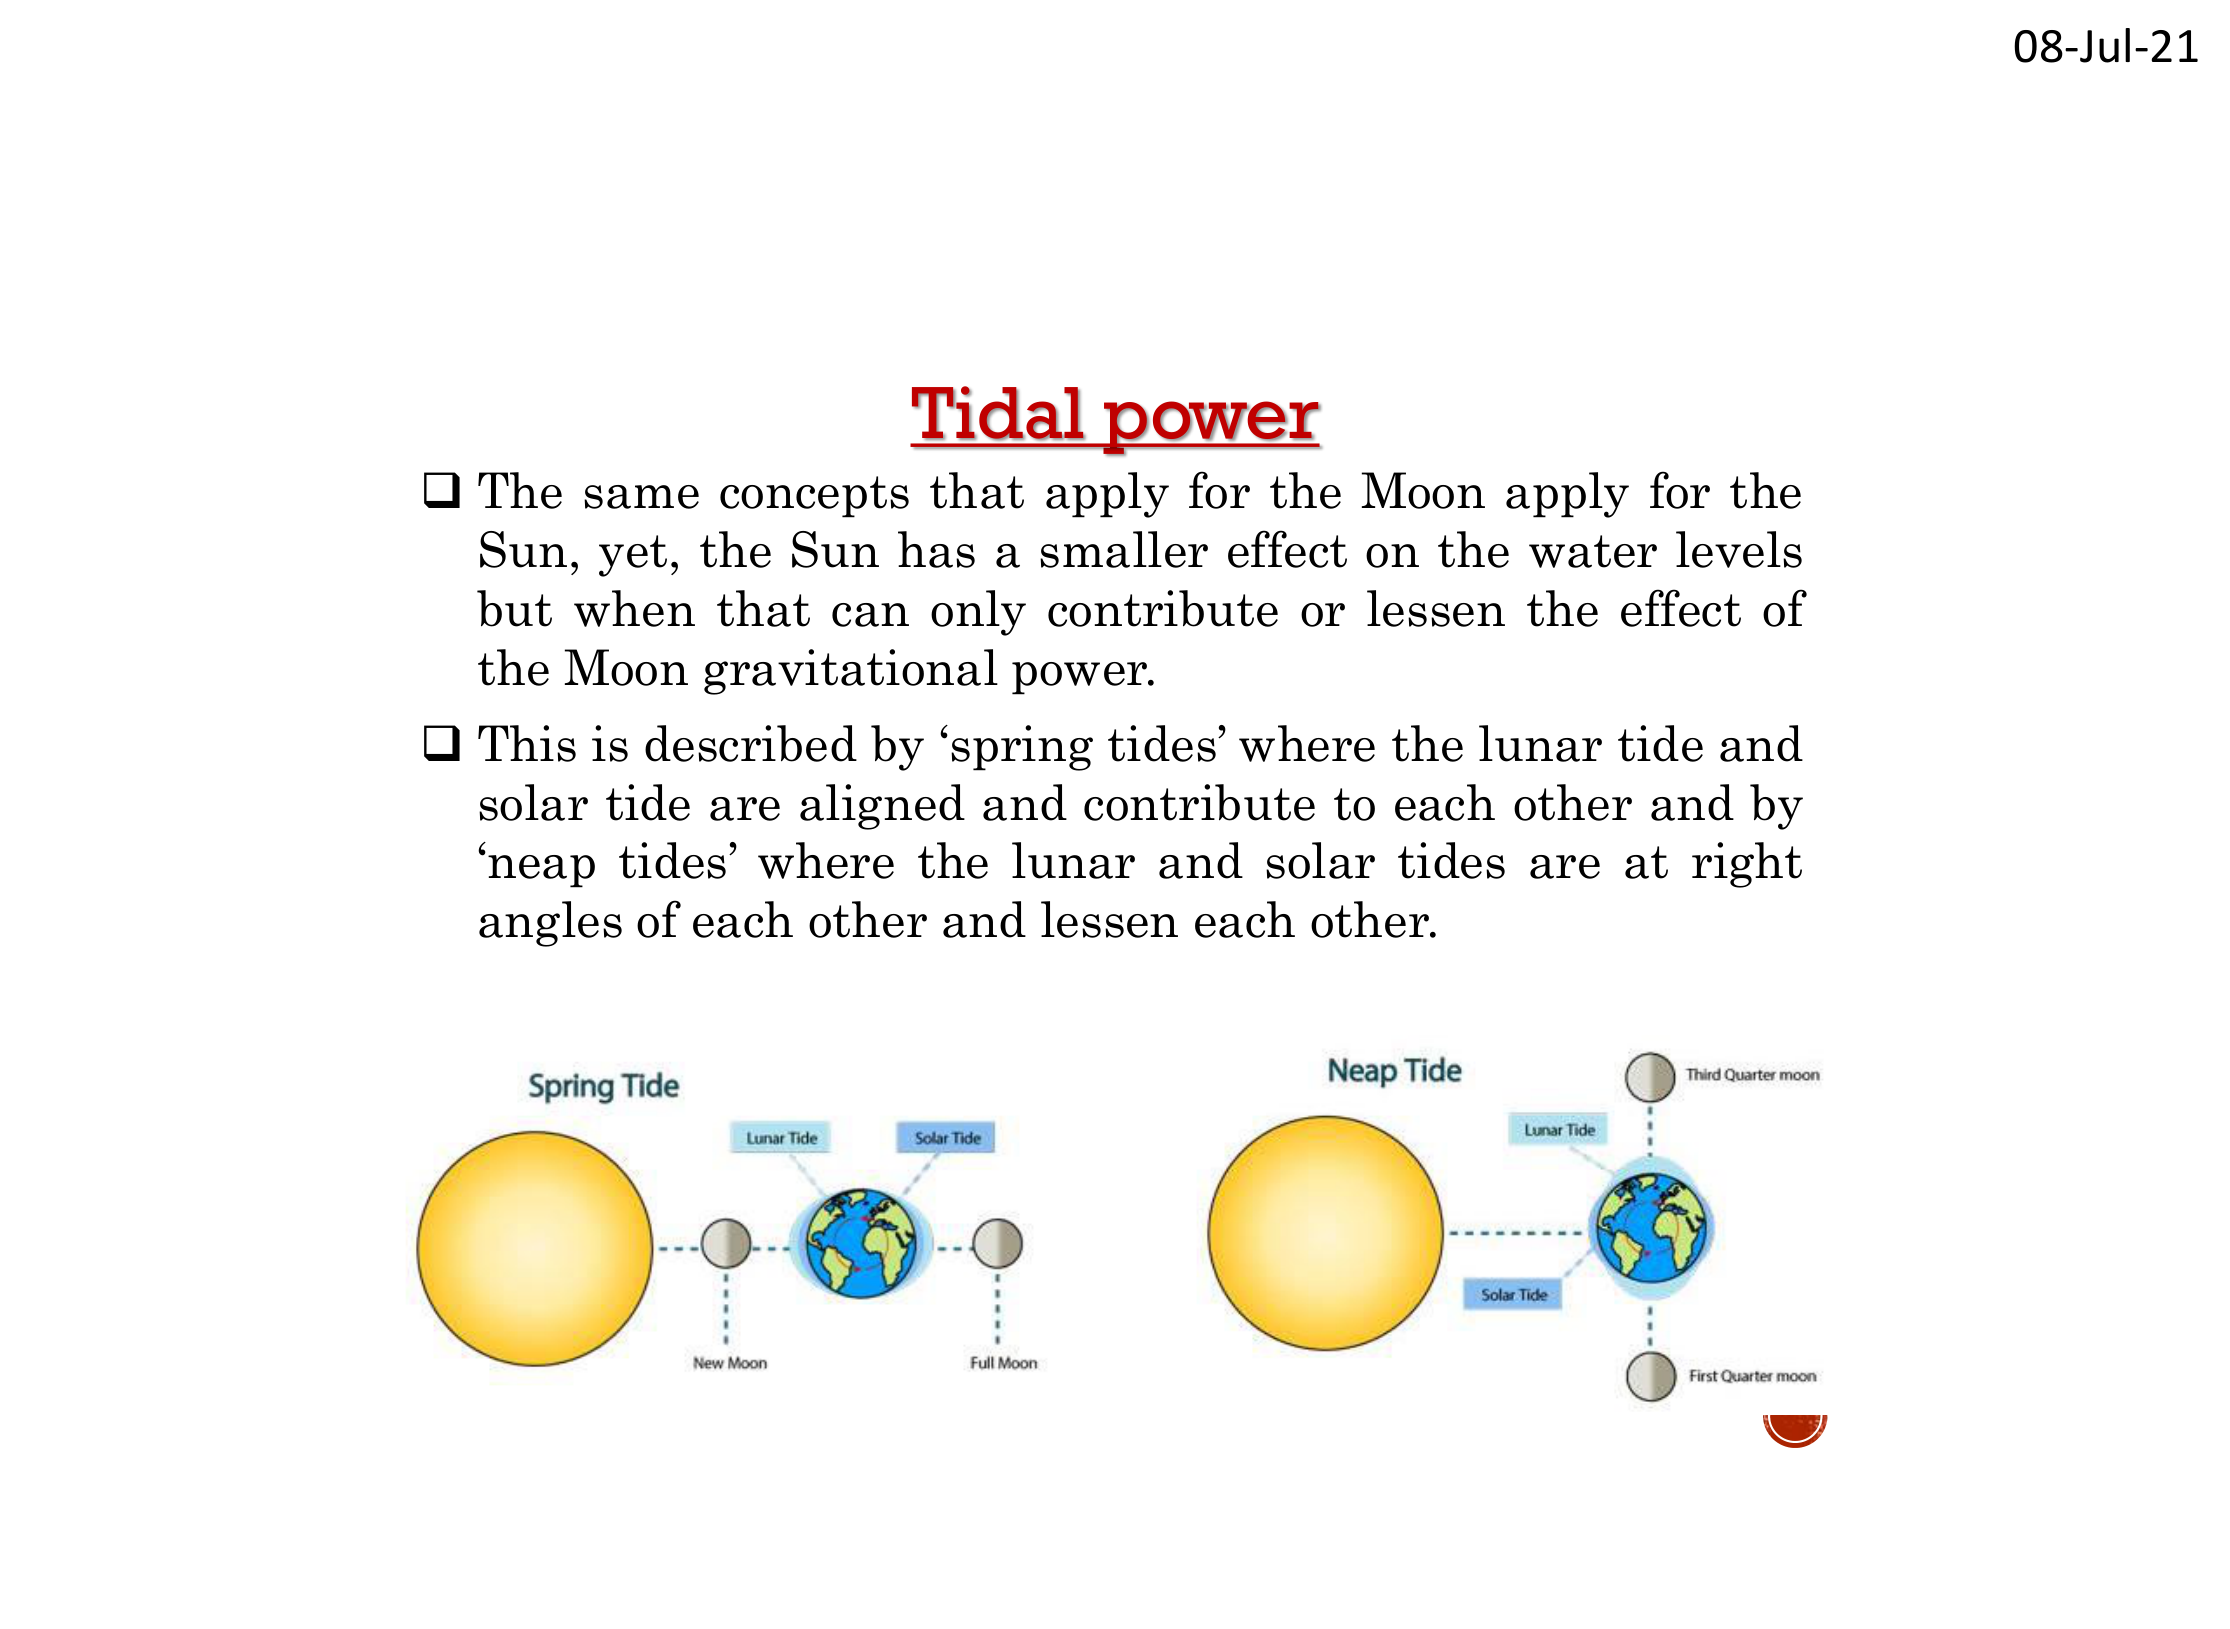 08-Jul-21
Tidal power
❑ The same concepts that apply for the Moon apply for the
Sun, yet, the Sun has a smaller effect on the water levels
but when that can only contribute or lessen the effect of
the Moon gravitational power.
❑ This is described by ‘spring tides’ where the lunar tide and
solar tide are aligned and contribute to each other and by
‘neap tides’ where the lunar and solar tides are at right
angles of each other and lessen each other.
Spring Tide
Lunar Tide
Solar Tide
New Moon
Full Moon
Neap Tide
Third Quarter moon
Lunar Tide
Solar Tide
First Quarter moon